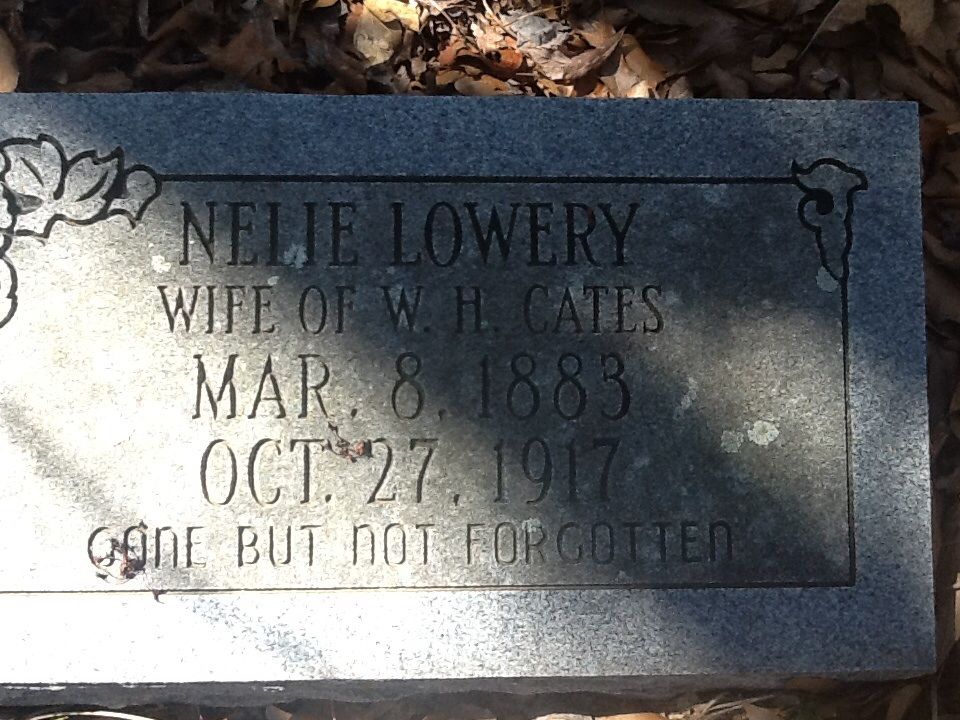 NELIE LOWERY
WIFE OF W. H. CATES
MAR. 8, 1883
OCT. 27, 1917
GONE BUT NOT FORGOTTEN